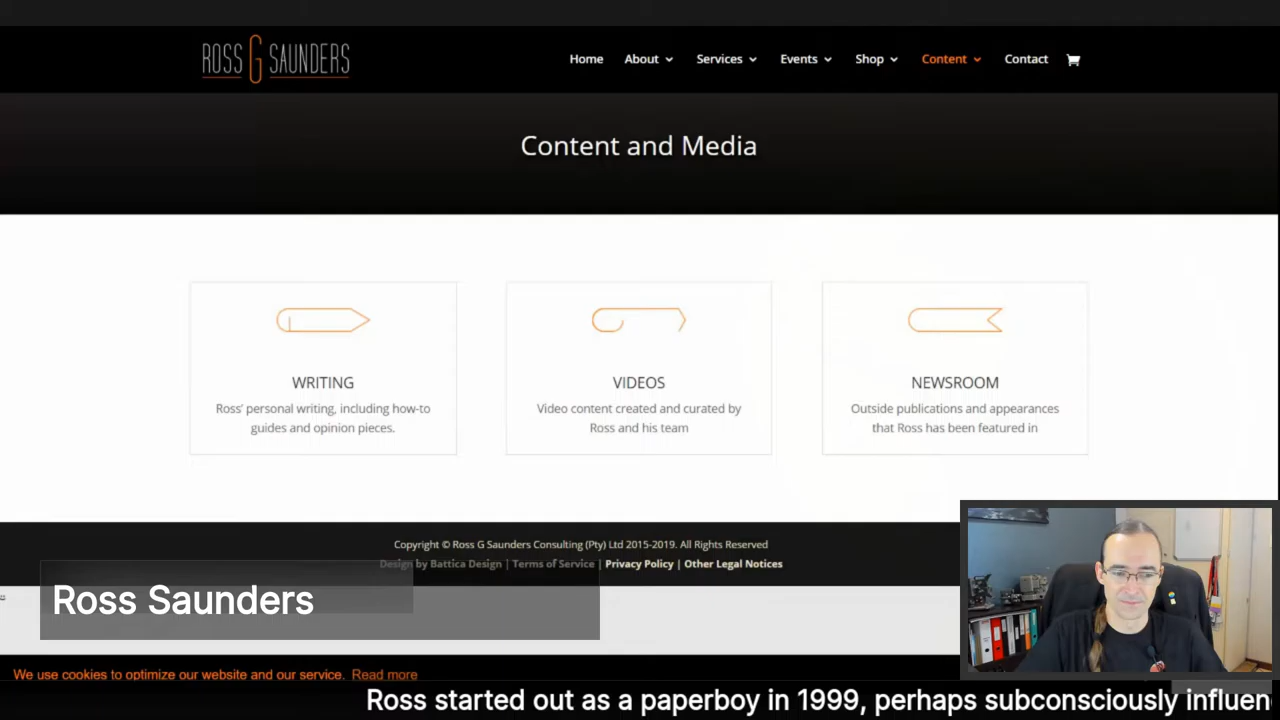 ROSS G SAUNDERS
Home About Services Events Shop Content Contact
Content and Media
WRITING
Ross' personal writing, including how-to
guides and opinion pieces.
VIDEOS
Video content created and curated by
Ross and his team
NEWSROOM
Outside publications and appearances
that Ross has been featured in
Copyright © Ross G Saunders Consulting (Pty) Ltd 2015-2019. All Rights Reserved
Design by Battica Design | Terms of Service | Privacy Policy | Other Legal Notices
Ross Saunders
We use cookies to optimize our website and our service. Read more
Ross started out as a paperboy in 1999, perhaps subconsciously influen